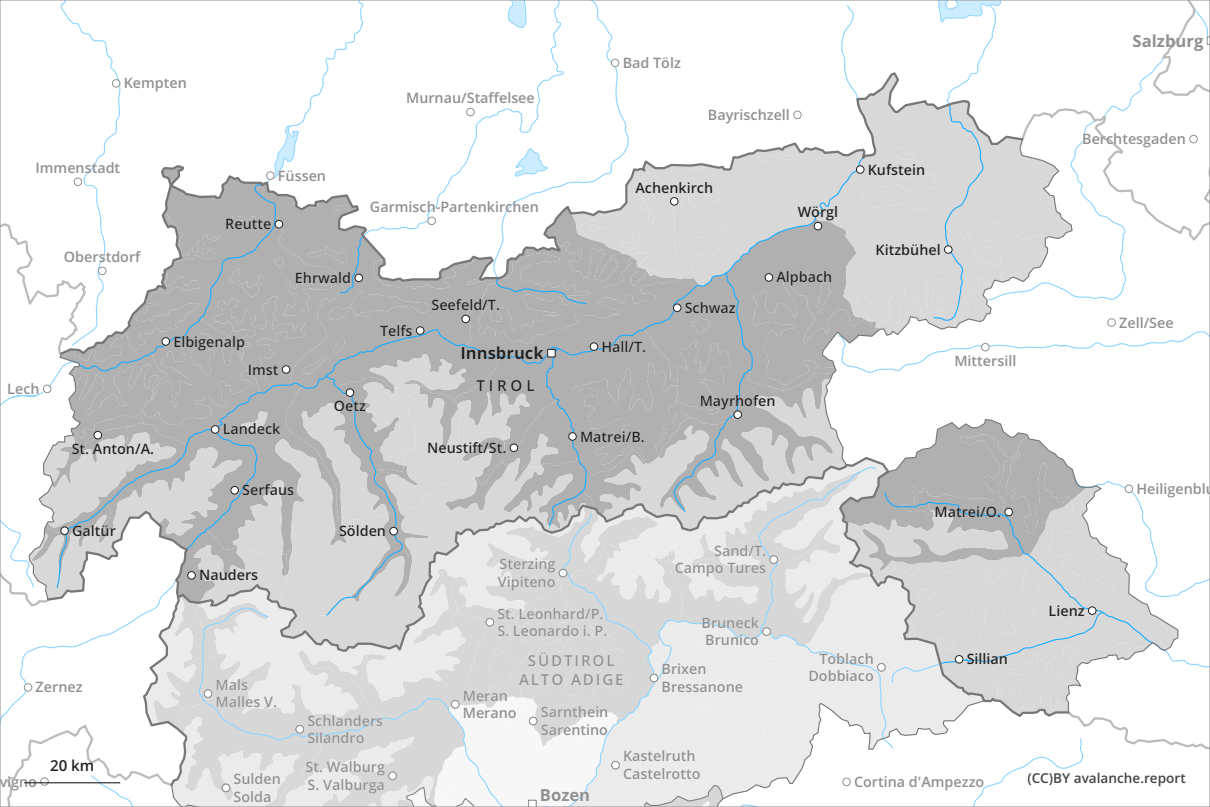 Salzburg
Kempten
Bad Tölz
Murnau/Staffelsee
Bayrischzell
Berchtesgaden
Immenstadt
Füssen
Kufstein
Achenkirch
Garmisch-Partenkirchen
Wörgl
Reutte
Kitzbühel
Oberstdorf
Ehrwald
Alpbach
Seefeld/T.
Schwaz
Telfs
Zell/See
Elbigenalp
Innsbruck
Hall/T.
Mittersill
Imst
TIROL
Lech
Oetz
Mayrhofen
Landeck
Matrei/B.
St. Anton/A.
Neustift/St.
Serfaus
Heiligenblu
Matrei/O.
Galtür
Sölden
Sand/T.
Campo Tures
Sterzing
Vipiteno
Nauders
Lienz
St. Leonhard/P.
S. Leonardo i. P.
Bruneck
Brunico
SÜDTIROL
ALTO ADIGE
Sillian
Toblach
Dobbiaco
Brixen
Bressanone
Zernez
Mals
Malles V.
Meran
Merano
Sarnthein
Sarentino
Schlanders
Silandro
Kastelruth
Castelrotto
20 km
St. Walburg
S. Valburga
vigno
Sulden
Solda
Cortina d'Ampezzo
(CC)BY avalanche.report
Bozen